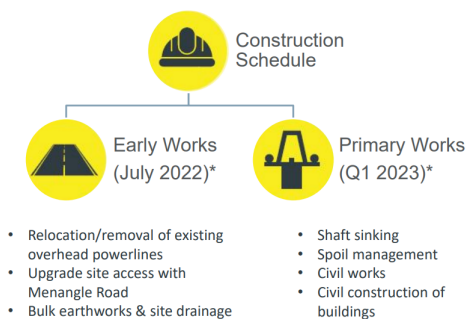 Construction
Schedule
Early Works
(July 2022)*
• Relocation/removal of existing
overhead powerlines
• Upgrade site access with
Menangle Road
• Bulk earthworks & site drainage
Primary Works
(Q1 2023)*
• Shaft sinking
• Spoil management
• Civil works
• Civil construction of
buildings